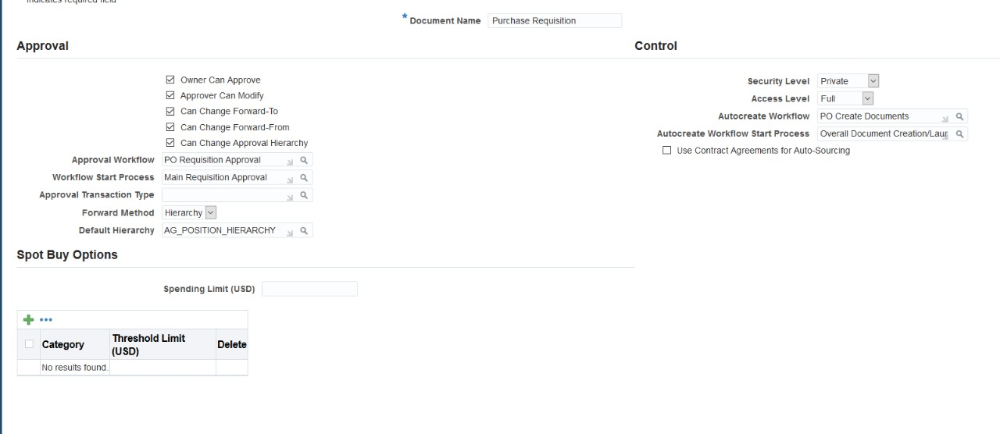 Indicates required field
* Document Name Purchase Requisition
Approval
Owner Can Approve
Approver Can Modify
Can Change Forward-To
Can Change Forward-From
Can Change Approval Hierarchy
Approval Workflow PO Requisition Approval
Workflow Start Process Main Requisition Approval
Approval Transaction Type
Forward Method Hierarchy
Default Hierarchy AG_POSITION_HIERARCHY
Control
Security Level Private
Access Level Full
Autocreate Workflow PO Create Documents
Autocreate Workflow Start Process Overall Document Creation/Laur
Use Contract Agreements for Auto-Sourcing
Spot Buy Options
Spending Limit (USD)
Category Threshold Limit (USD) Delete
No results found.